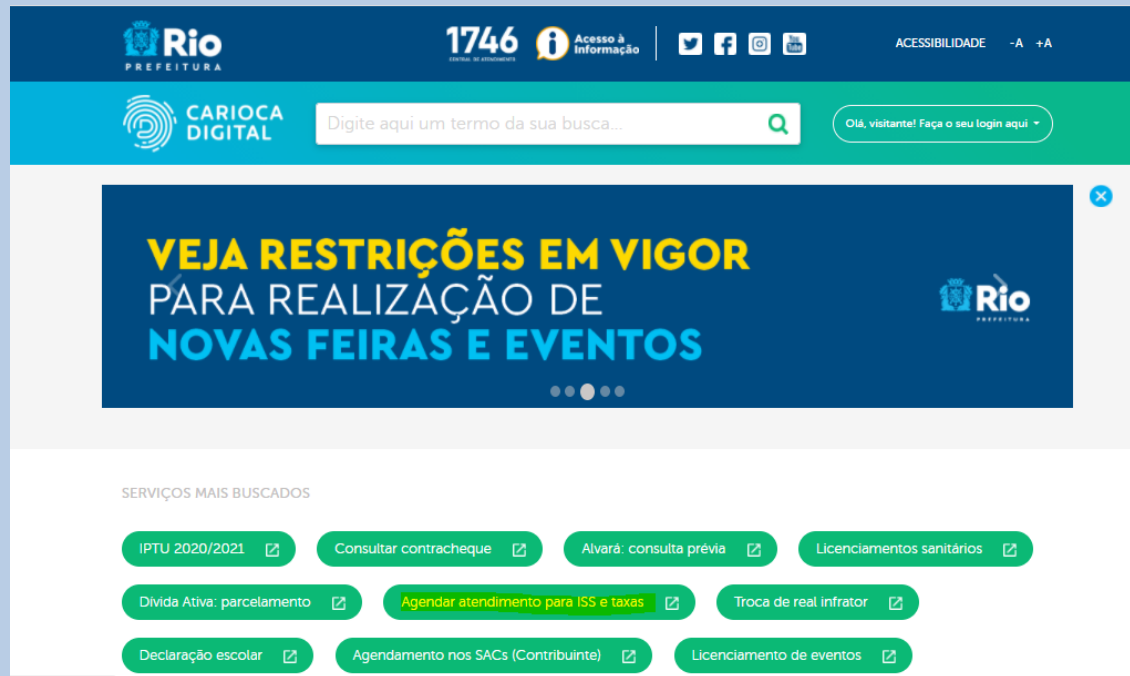 Rio
PREFEITURA
1746
CENTRAL DE ATENDIMENTO
Acesso à
Informação
You
Tube
ACESSIBILIDADE -A +A
CARIOCA
DIGITAL
Digite aqui um termo da sua busca...
Olá, visitante! Faça o seu login aqui
VEJA RESTRIÇÕES EM VIGOR
PARA REALIZAÇÃO DE
NOVAS FEIRAS E EVENTOS
Rio
PREFEITURA
SERVIÇOS MAIS BUSCADOS
IPTU 2020/2021 Consultar contracheque Alvará: consulta prévia Licenciamentos sanitários
Dívida Ativa: parcelamento Agendar atendimento para ISS e taxas Troca de real infrator
Declaração escolar Agendamento nos SACs (Contribuinte) Licenciamento de eventos